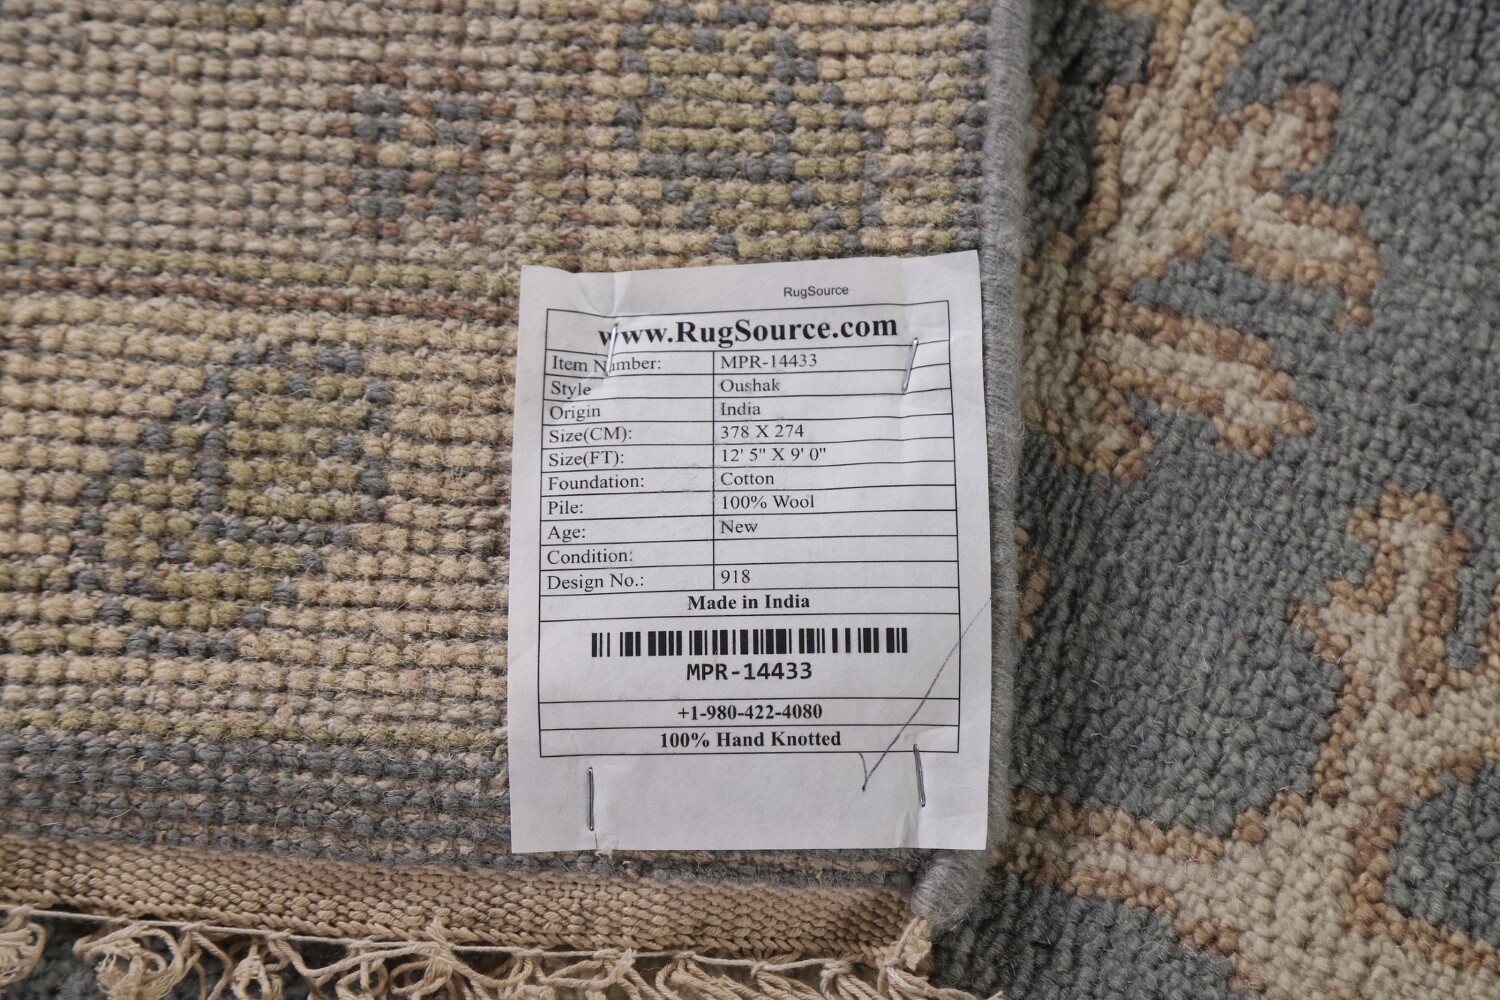 RugSource
www.RugSource.com
Item Number: MPR-14433
Style Oushak
Origin India
Size(CM): 378 X 274
Size(FT): 12' 5" X 9' 0"
Foundation: Cotton
Pile: 100% Wool
Age: New
Condition:
Design No.: 918
Made in India
MPR-14433
+1-980-422-4080
100% Hand Knotted